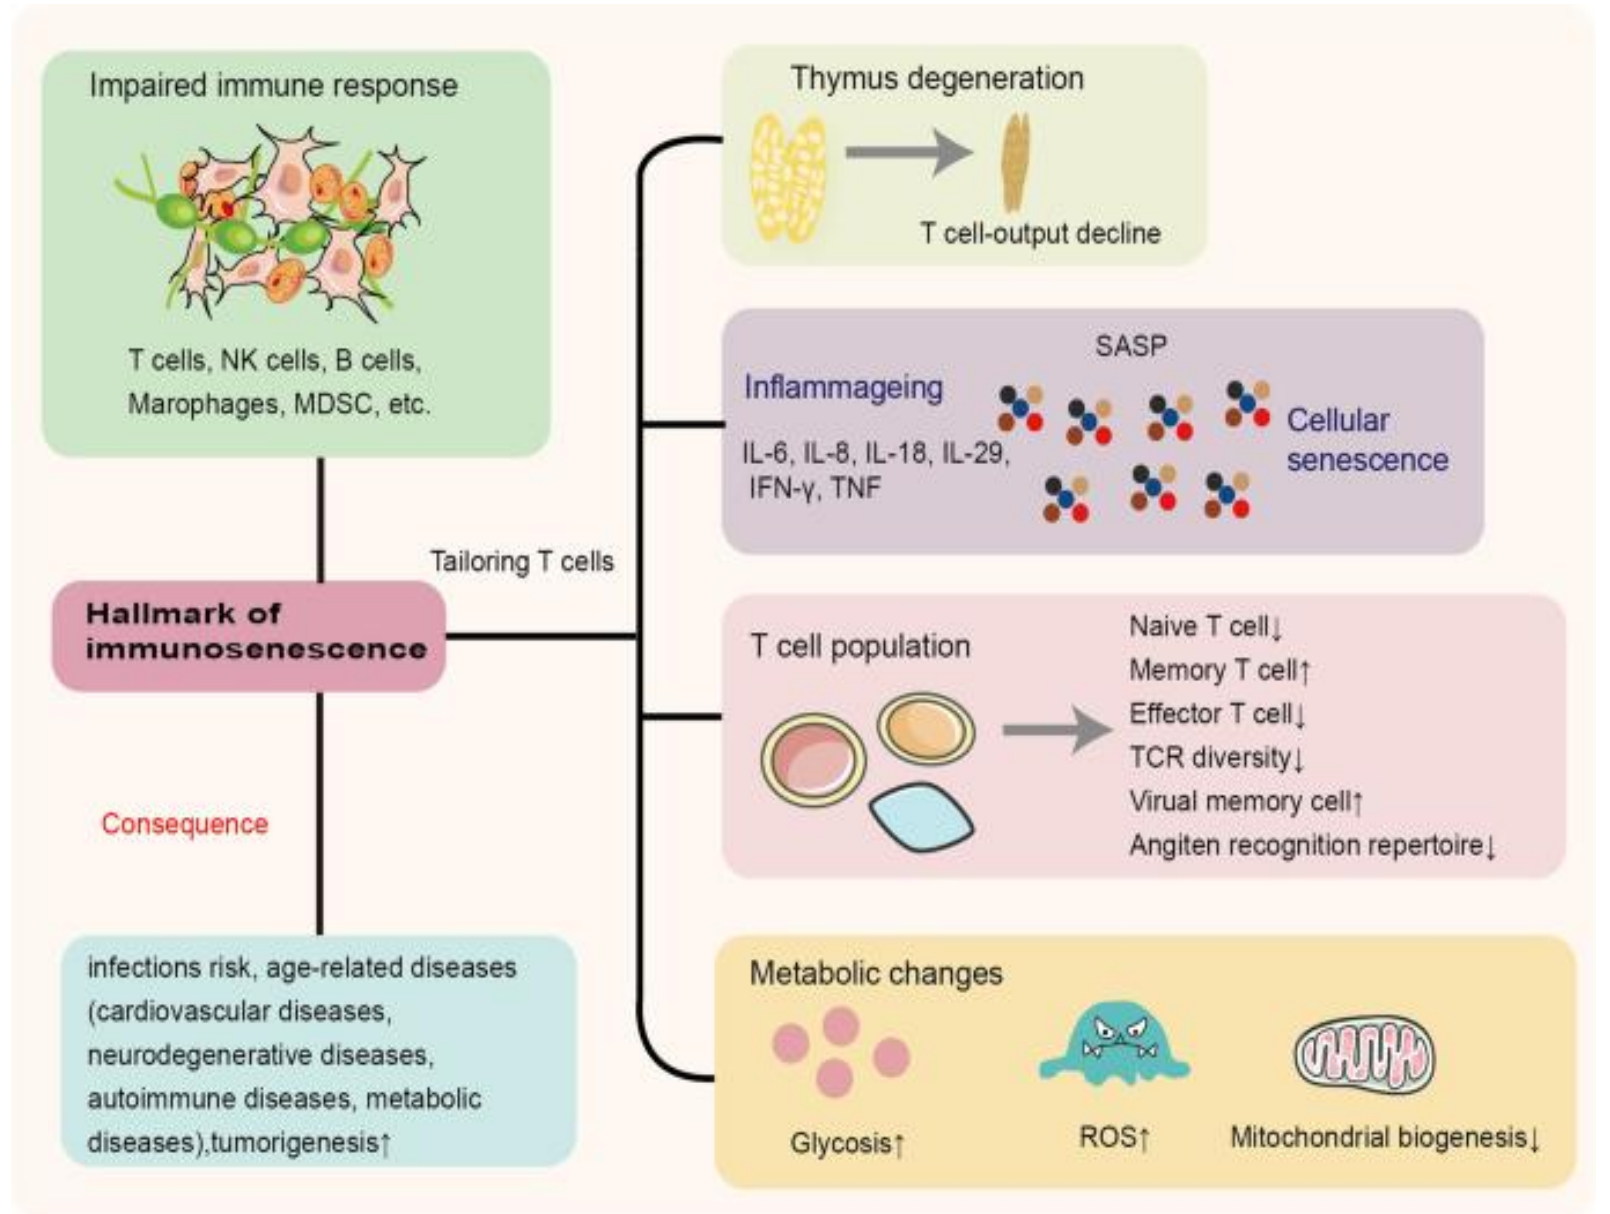 Impaired immune response
T cells, NK cells, B cells,
Marophages, MDSC, etc.
Hallmark of
immunosenescence
Tailoring T cells
Consequence
infections risk, age-related diseases
(cardiovascular diseases,
neurodegenerative diseases,
autoimmune diseases, metabolic
diseases),tumorigenesis↑
Thymus degeneration
T cell-output decline
SASP
Inflammageing
IL-6, IL-8, IL-18, IL-29,
IFN-γ, TNF
Cellular
senescence
T cell population
Naive T cell↓
Memory T cell↑
Effector T cell↓
TCR diversity↓
Virual memory cell↑
Angiten recognition repertoire↓
Metabolic changes
Glycosis↑
ROS↑
Mitochondrial biogenesis↓